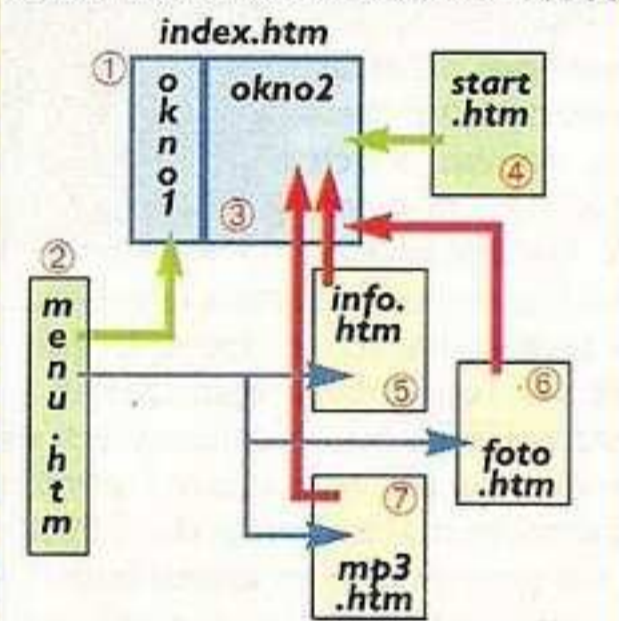 index.htm
① okno1
okno2
③
start
.htm
④
②
menu.htm
info.
htm
⑤
⑥
foto
.htm
⑦
mp3
.htm